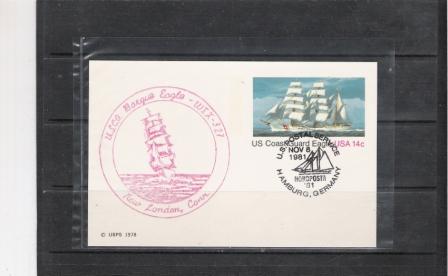 USCG Barque Eagle - WIX-327
New London, Conn
US Coast Guard Eagle USA 14c
U.S. POSTAL SERVICE
NOV 8
1981
NORDPOSTA
'81
HAMBURG, GERMANY
© USPS 1978